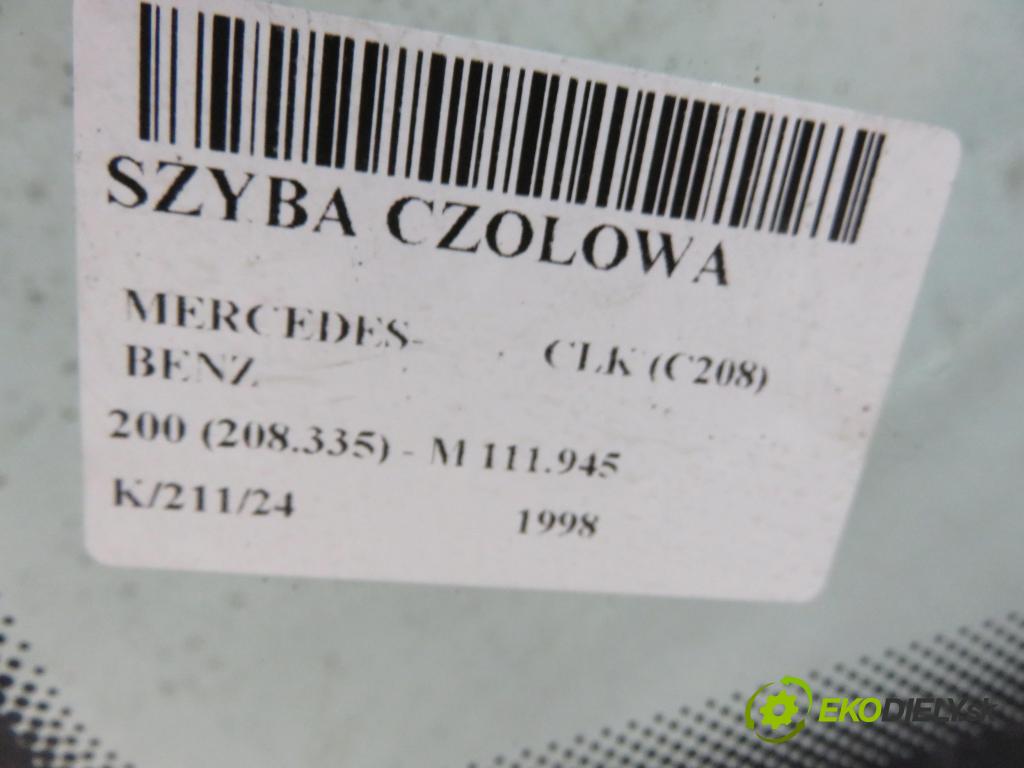 SZYBA CZOLOWA
MERCEDES-BENZ CLK (C208)
200 (208.335) - M 111.945
K/211/24 1998
EKODIELY.sk